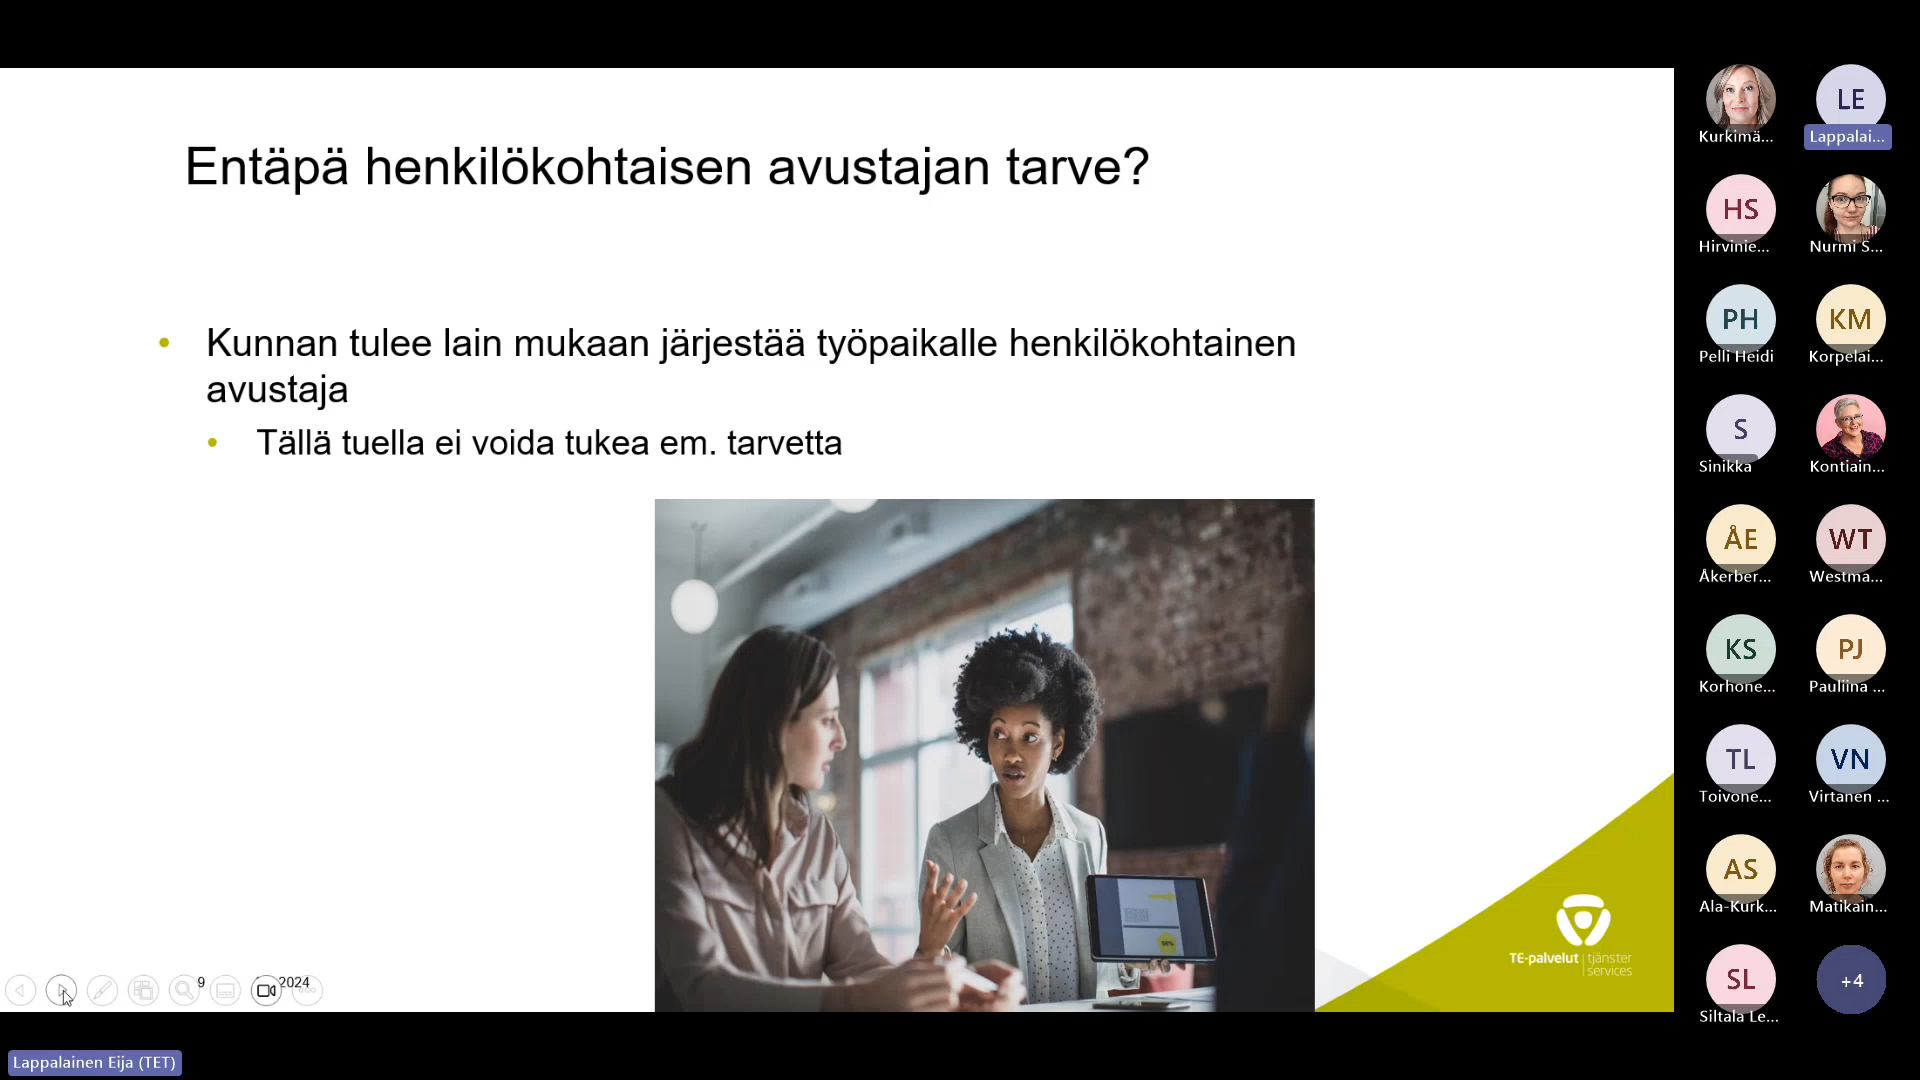 Entäpä henkilökohtaisen avustajan tarve?
• Kunnan tulee lain mukaan järjestää työpaikalle henkilökohtainen
avustaja
• Tällä tuella ei voida tukea em. tarvetta
TE-palvelut | tjänster
services
9
2024
Lappalainen Eija (TET)
Kurkimä...
LE
Lappalai...
HS
Hirvinie...
Nurmi S...
PH
Pelli Heidi
KM
Korpelai...
S
Sinikka
Kontiain...
ÅE
Åkerber...
WT
Westma...
KS
Korhone...
PJ
Pauliina ...
TL
Toivone...
VN
Virtanen ...
AS
Ala-Kurk...
Matikain...
SL
Siltala Le...
+4